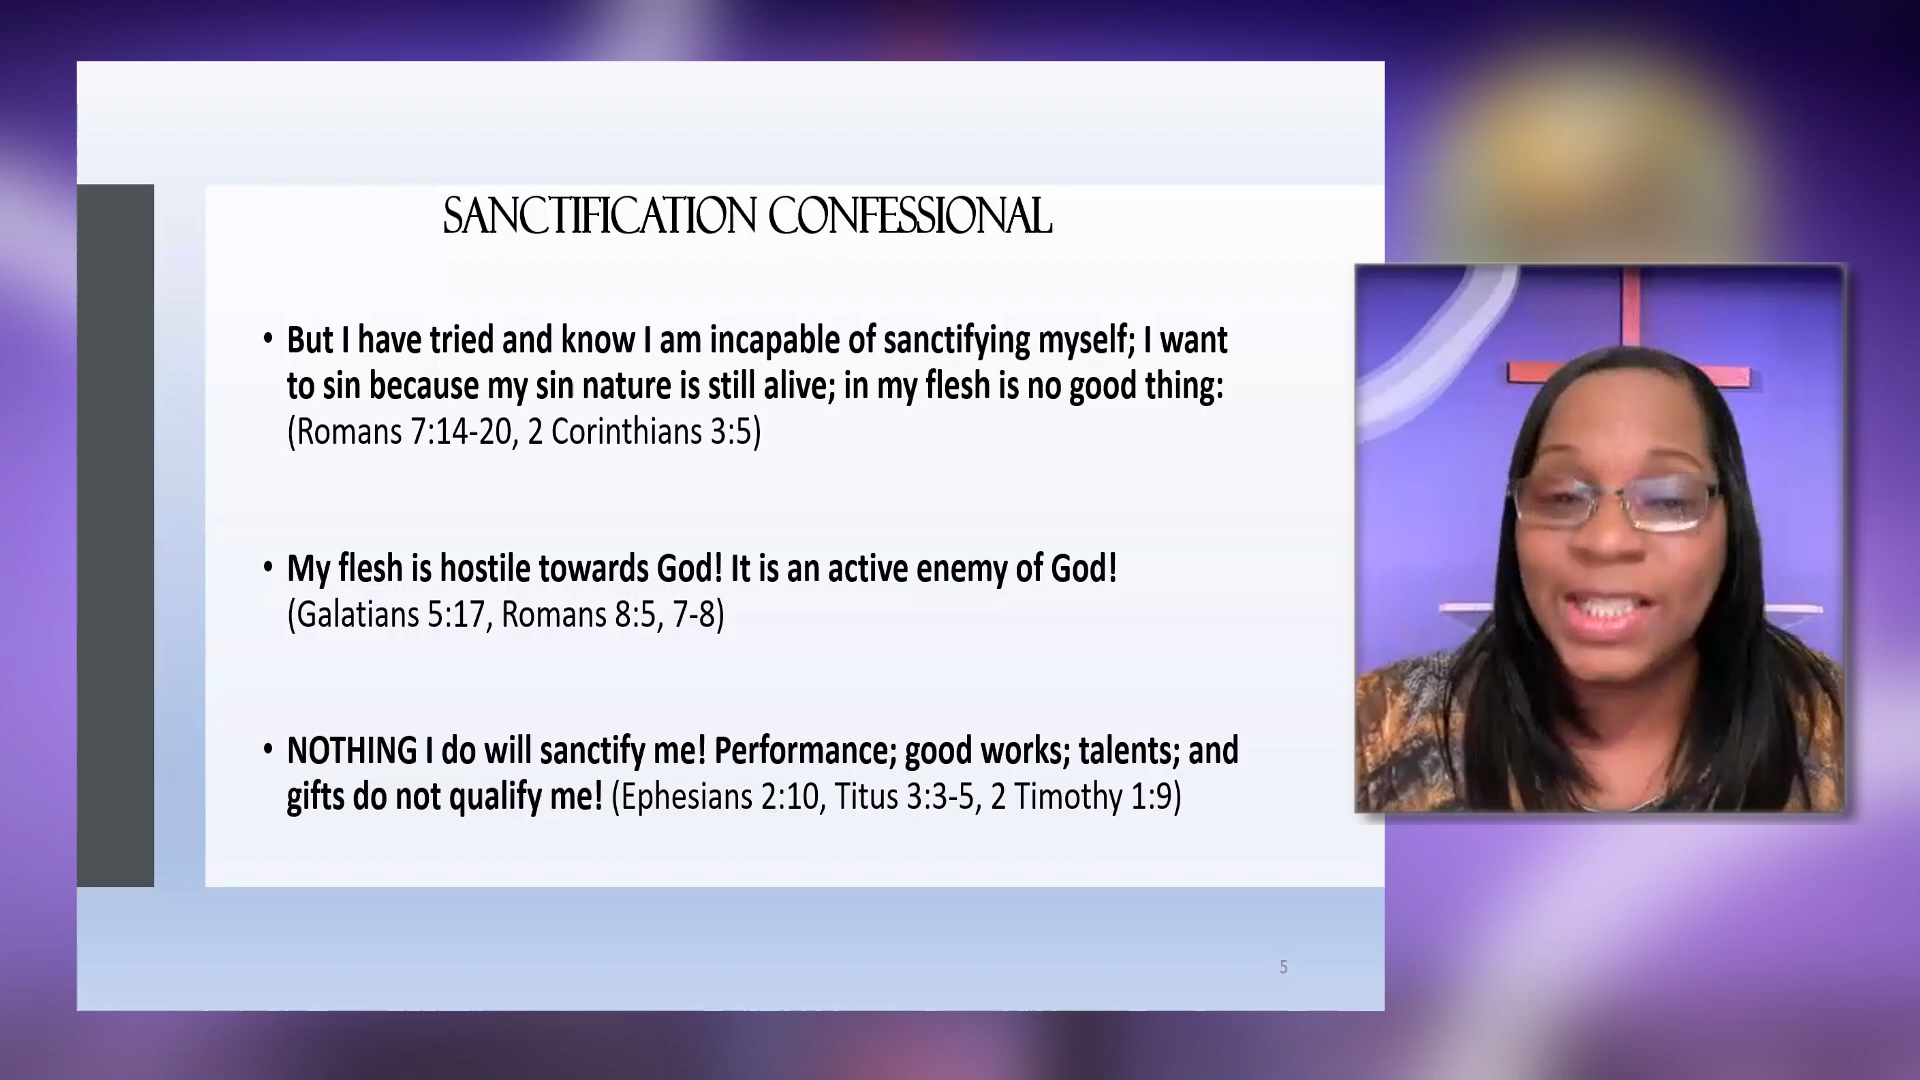 SANCTIFICATION CONFESSIONAL
• But I have tried and know I am incapable of sanctifying myself; I want
to sin because my sin nature is still alive; in my flesh is no good thing:
(Romans 7:14-20, 2 Corinthians 3:5)
• My flesh is hostile towards God! It is an active enemy of God!
(Galatians 5:17, Romans 8:5, 7-8)
• NOTHING I do will sanctify me! Performance; good works; talents; and
gifts do not qualify me! (Ephesians 2:10, Titus 3:3-5, 2 Timothy 1:9)
5